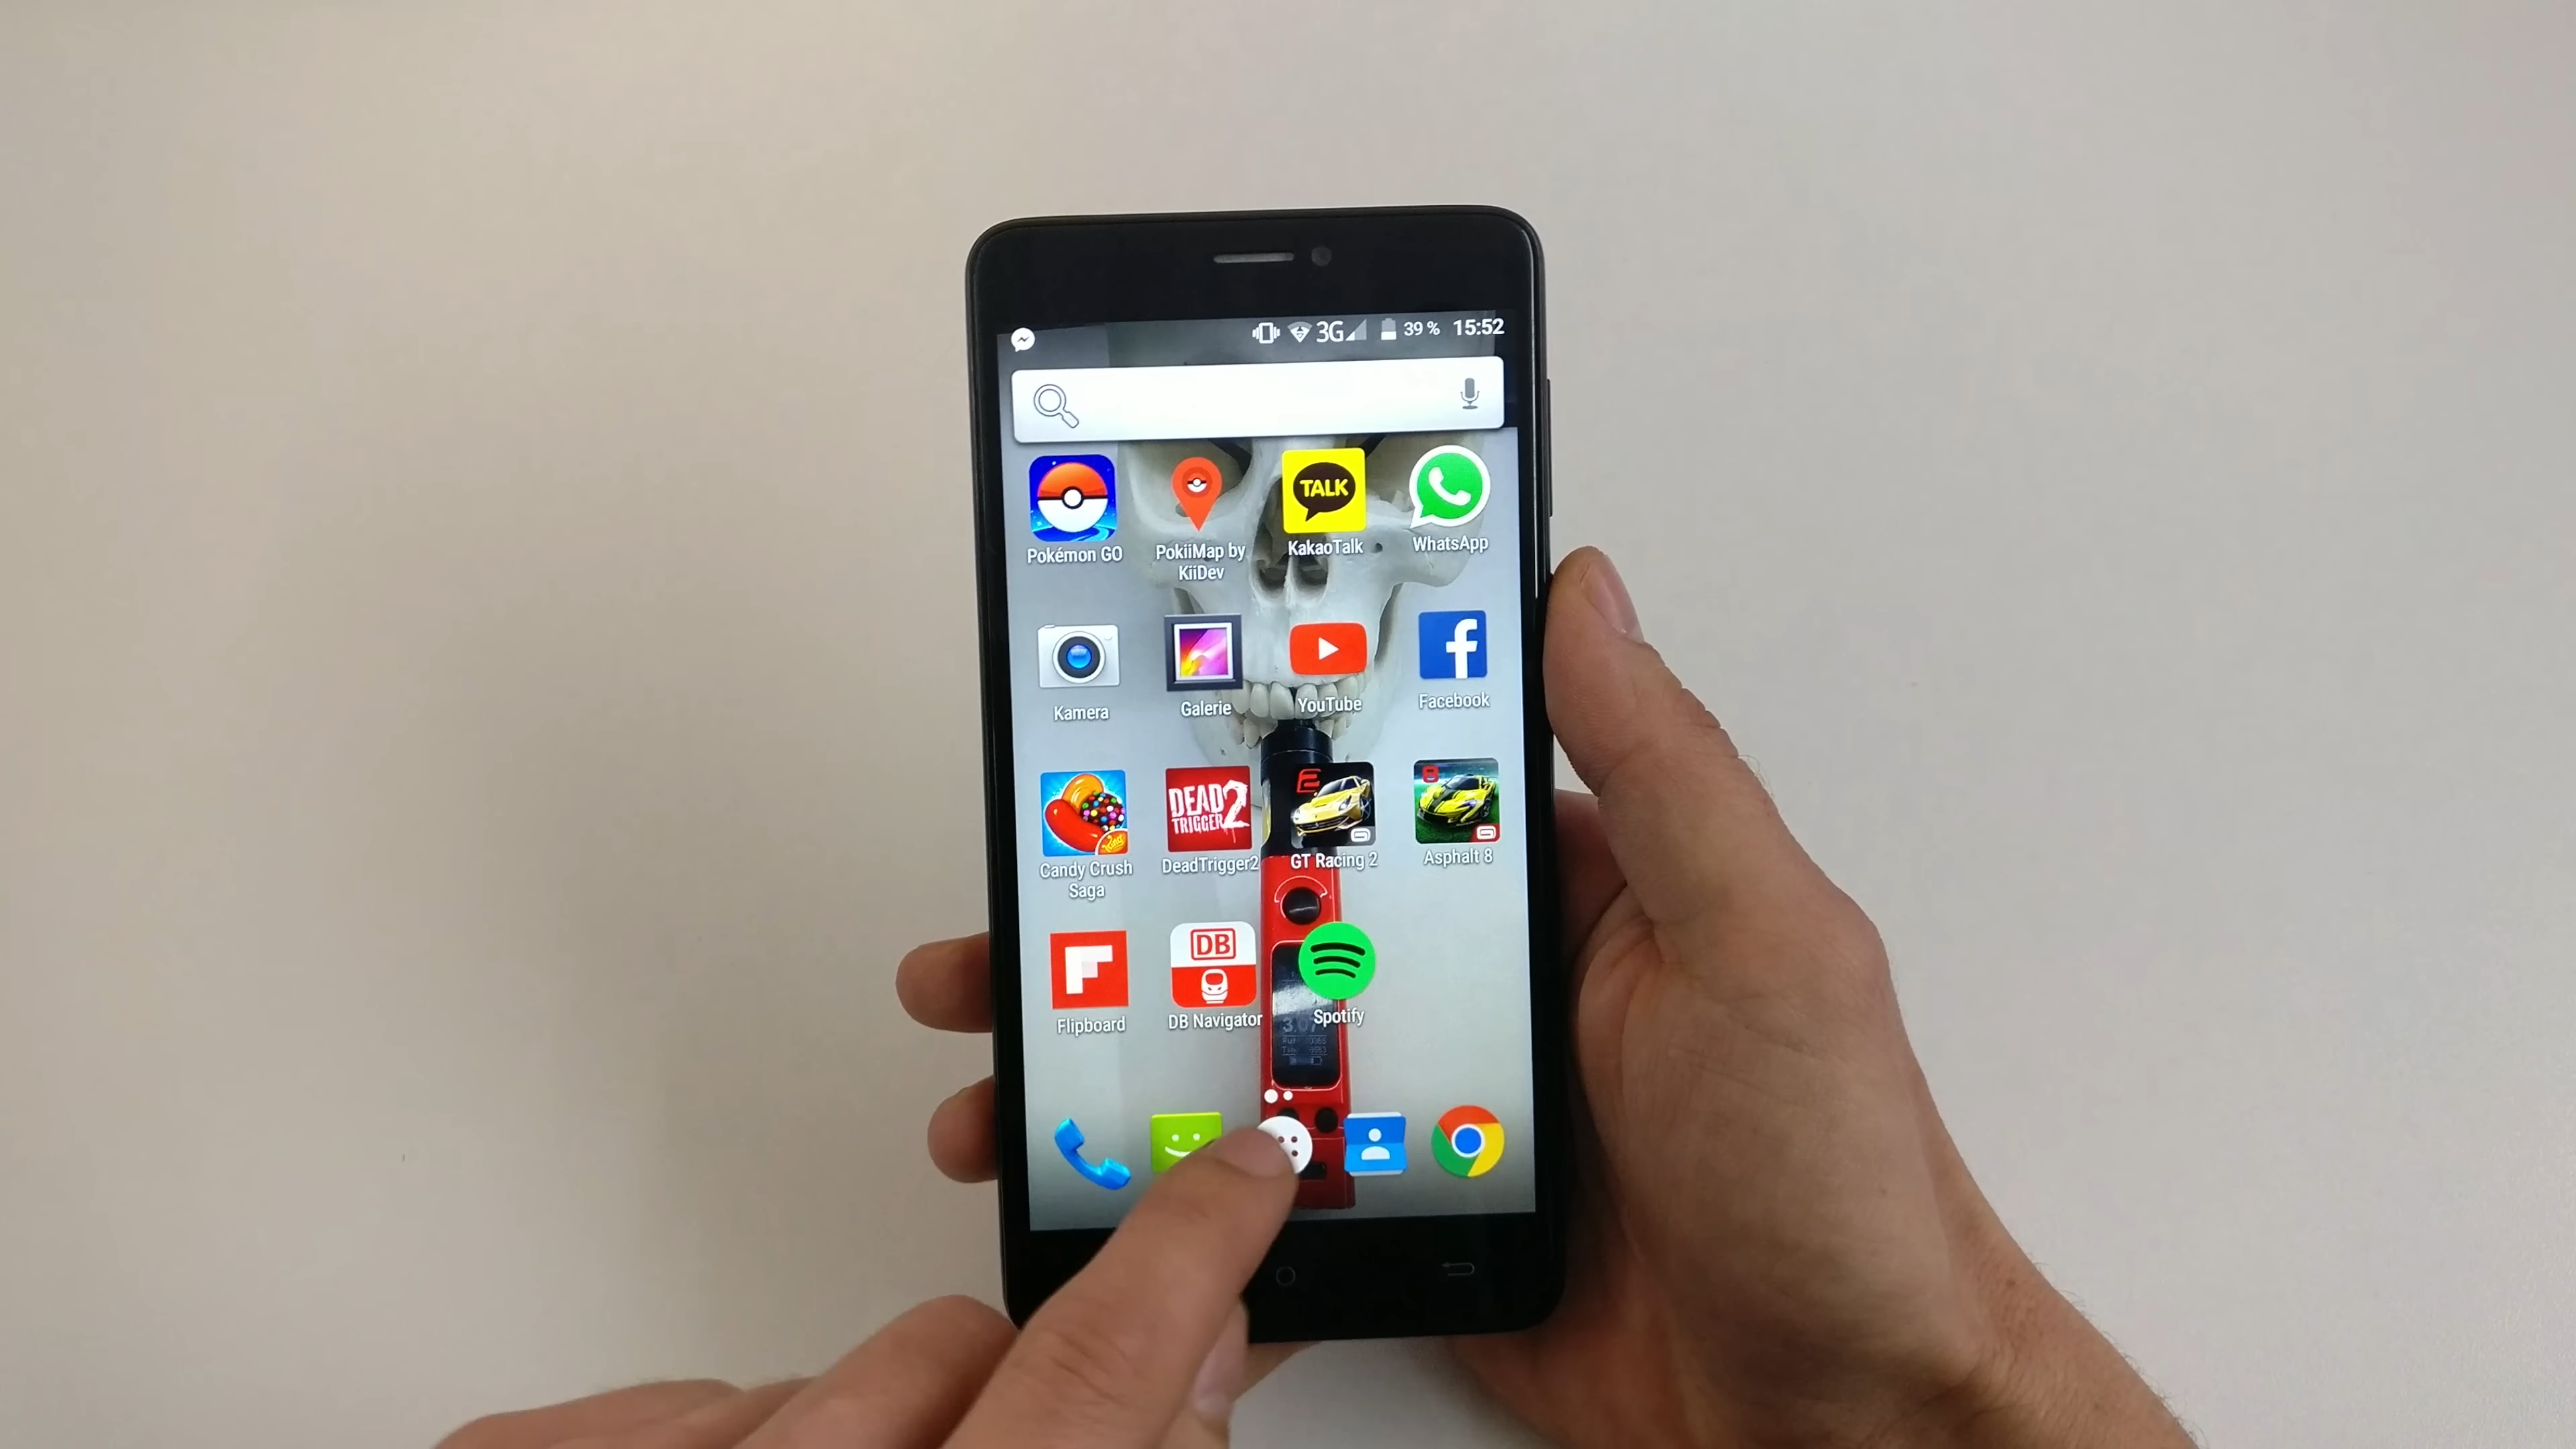 3G 39 % 15:52
TALK
Pokémon GO
PokiiMap by
KiiDev
KakaoTalk
WhatsApp
Kamera
Galerie
YouTube
Facebook
DEAD
TRIGGER 2
Candy Crush
Saga
DeadTrigger2
GT Racing 2
Asphalt 8
DB
Flipboard
DB Navigator
Spotify